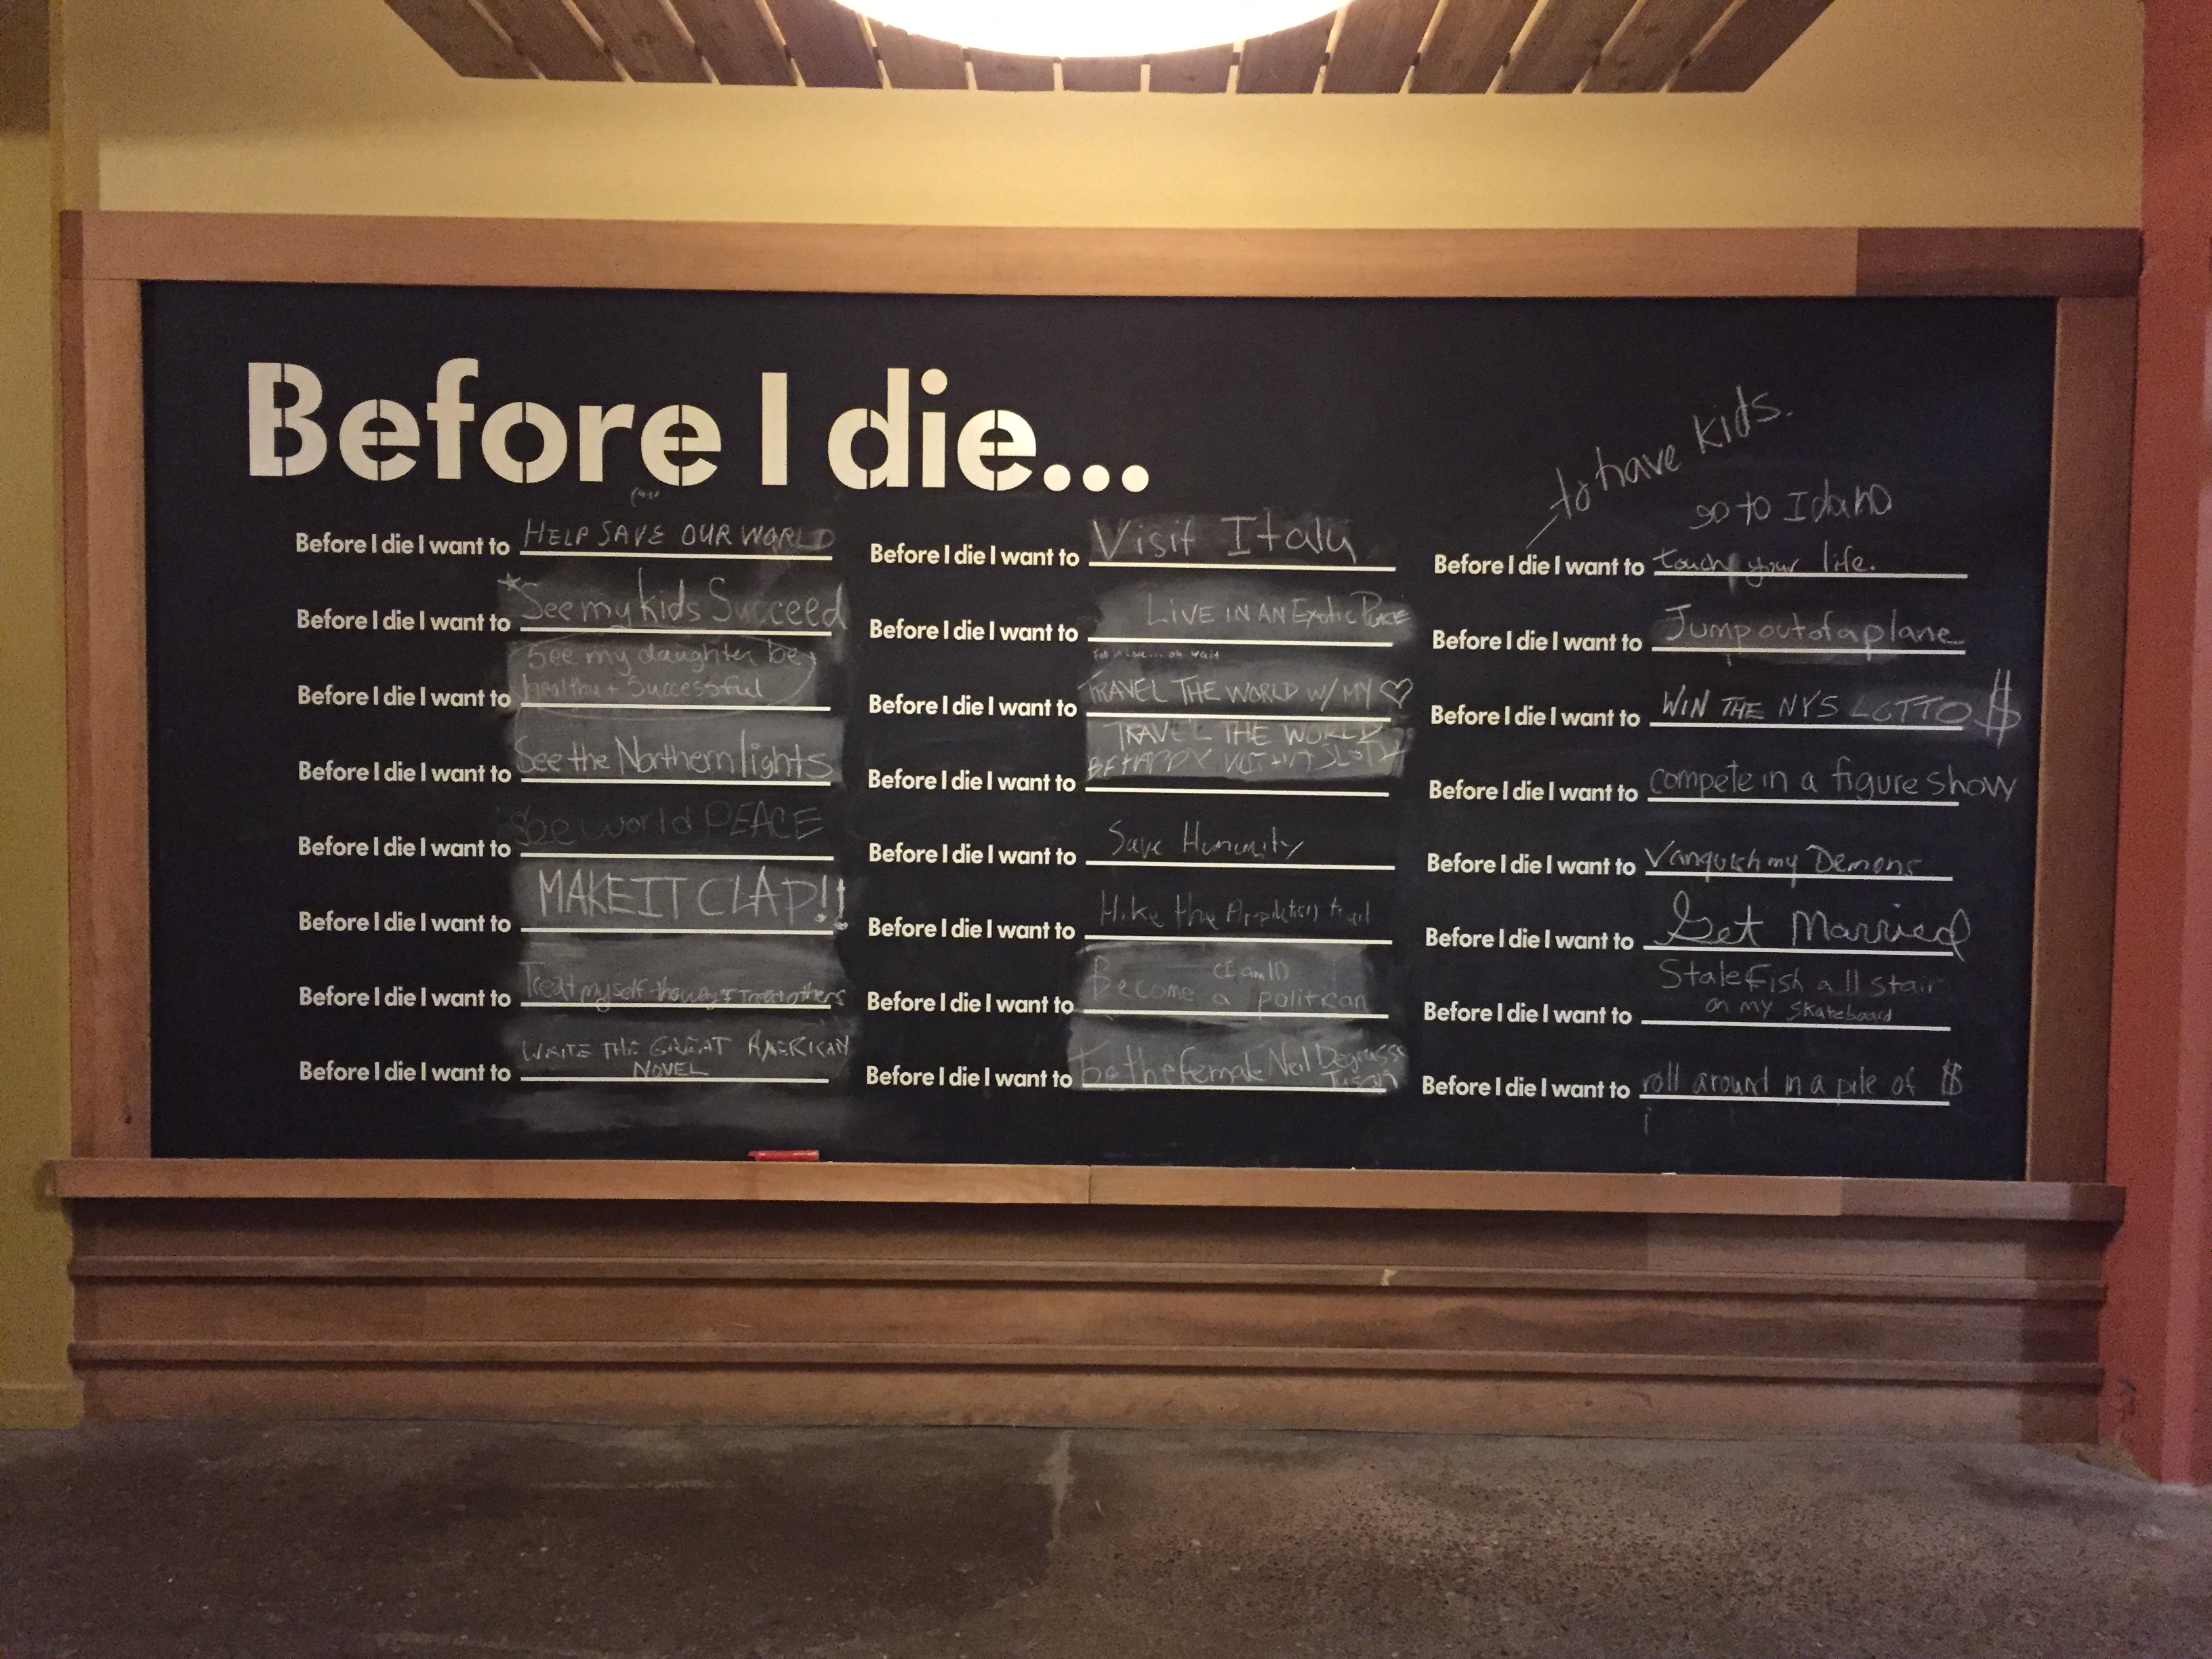 Before I die...
Before I die I want to HELP SAVE OUR WORLD
Before I die I want to *See my kids Succeed
Before I die I want to See my daughter be
healthy + Successful
Before I die I want to See the Northern lights
Before I die I want to See world PEACE
Before I die I want to MAKE IT CLAP!!
Before I die I want to Treat myself I Treat others
Before I die I want to WRITE THE GREAT AMERICAN
NOVEL
Before I die I want to Visit Italy
Before I die I want to LIVE IN AN Exotic PLACE
oh wait
Before I die I want to TRAVEL THE WORLD W/ MY ♡
Before I die I want to TRAVEL THE WORLD
BE HAPPY SLOTH
Before I die I want to Save Humanity
Before I die I want to Hike the trail
(I am 11)
Before I die I want to Become a politican
Before I die I want to be the female Neil Degrasse
Tyson
to have kids.
go to Idaho
Before I die I want to touch your life.
Before I die I want to Jump out of a plane
Before I die I want to WIN THE NYS LOTTO $
Before I die I want to compete in a figure show
Before I die I want to Vanquish my Demons
Before I die I want to Get Married
Before I die I want to Stalefish a 11 stair
on my skateboard
Before I die I want to roll around in a pile of $